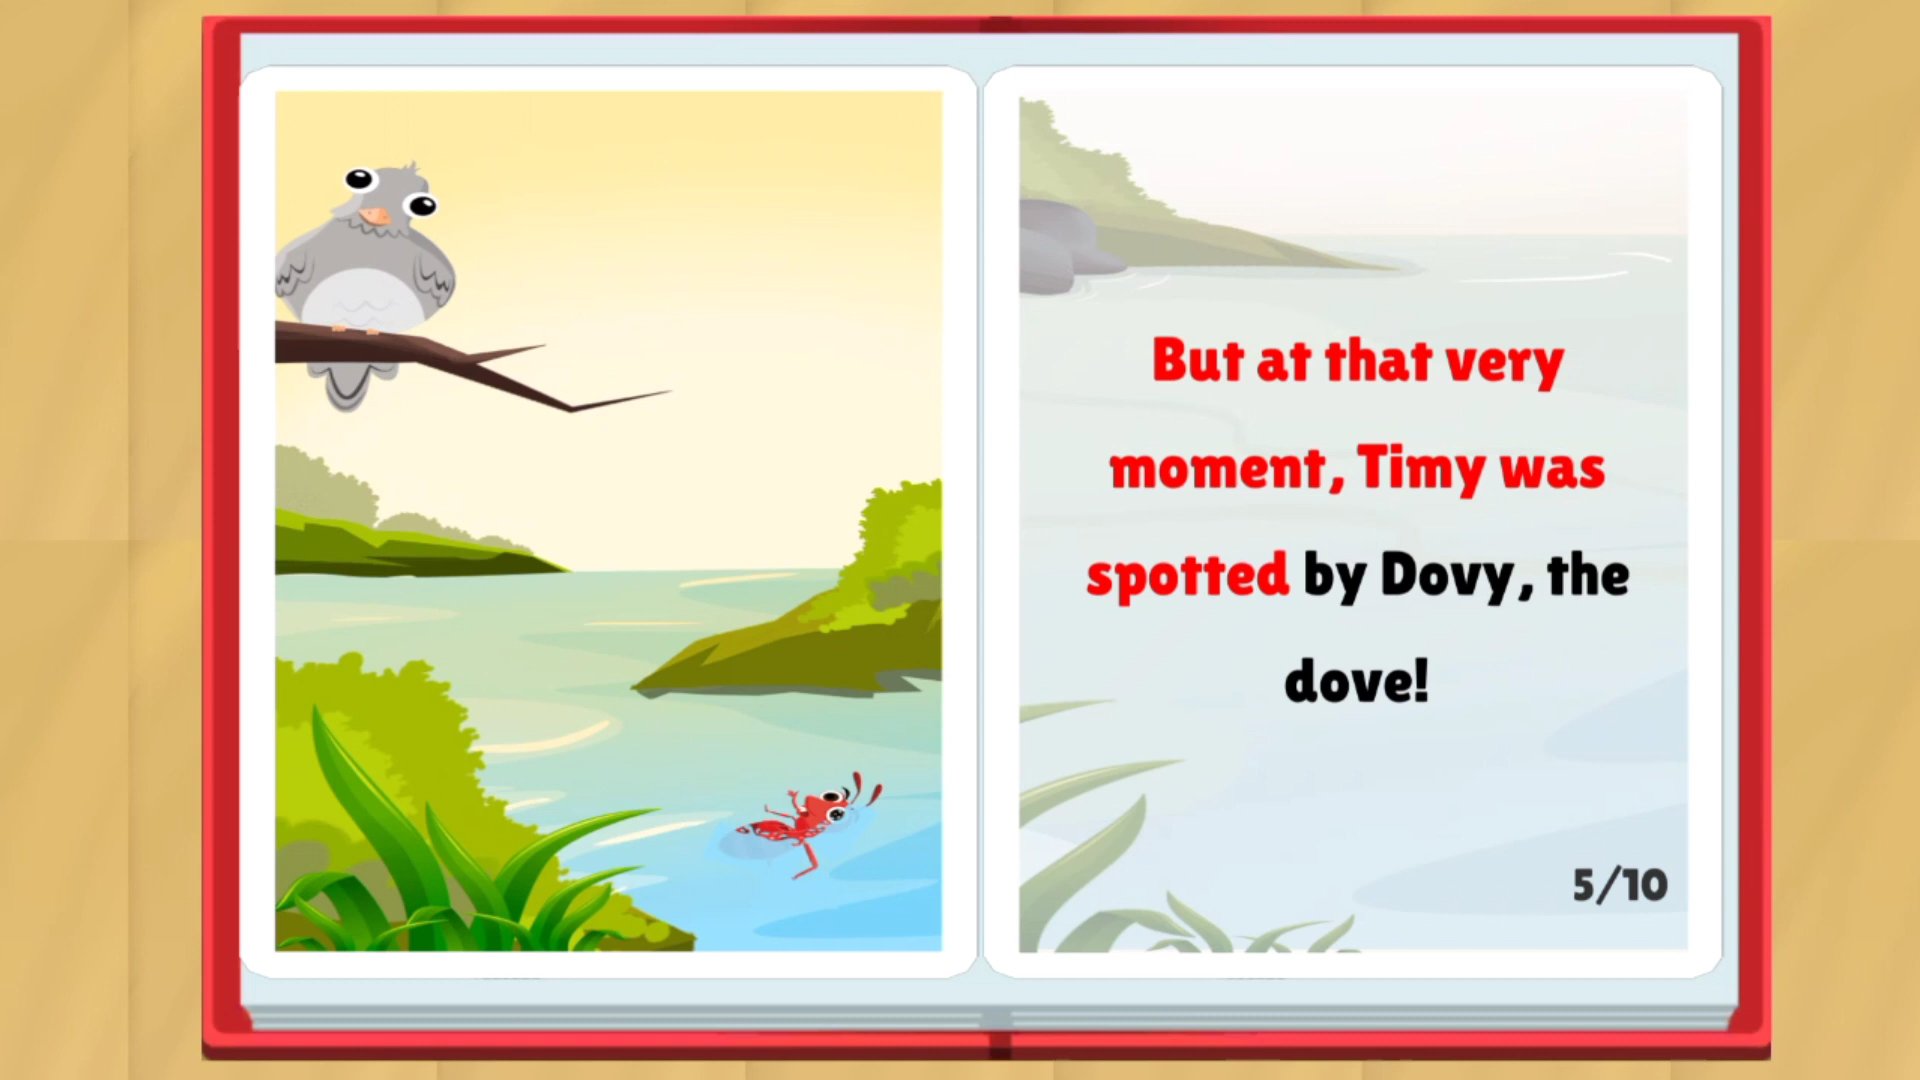 But at that very
moment, Timy was
spotted by Dovy, the
dove!
5/10